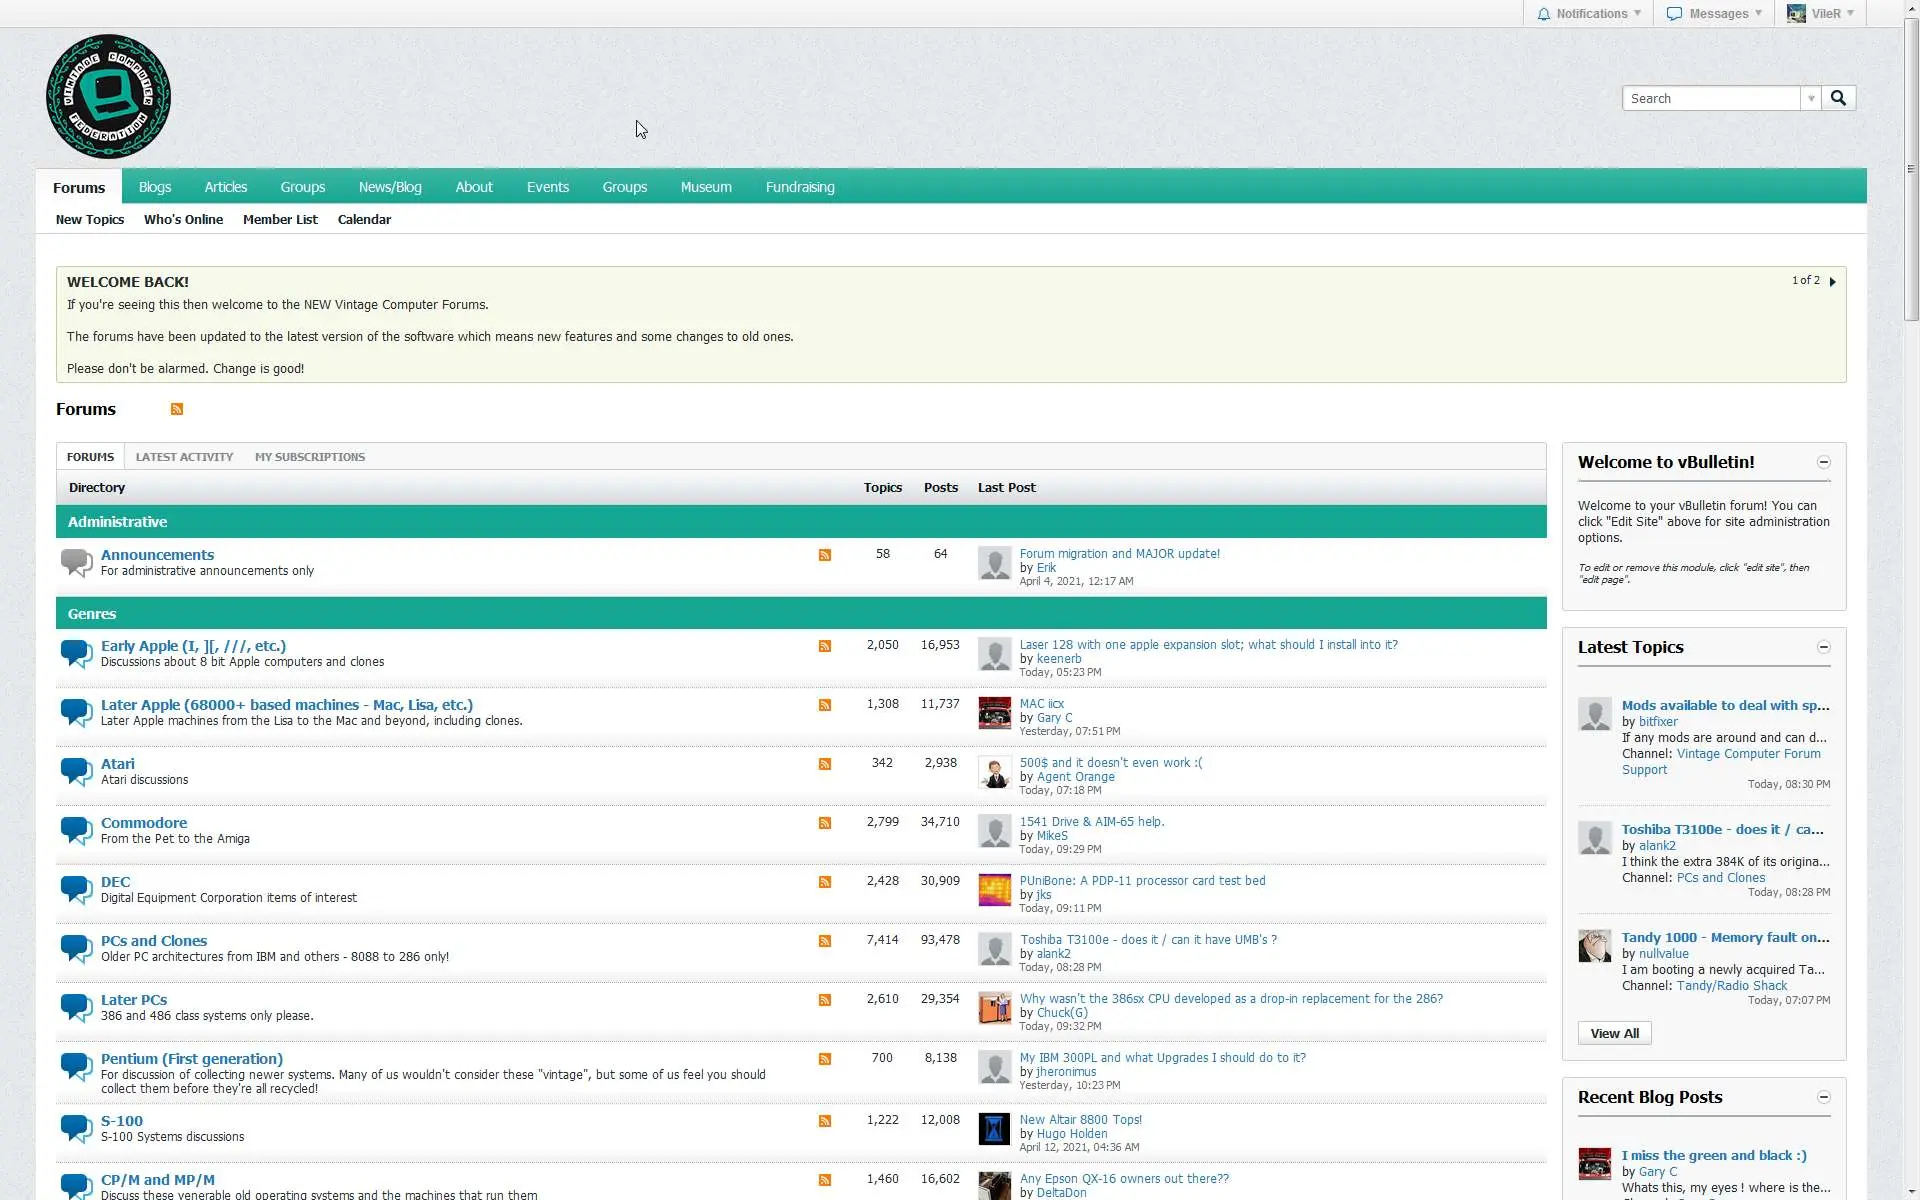 Notifications Messages VileR
VINTAGE COMPUTER FEDERATION
Search
Forums Blogs Articles Groups News/Blog About Events Groups Museum Fundraising
New Topics Who's Online Member List Calendar
WELCOME BACK! 1 of 2
If you're seeing this then welcome to the NEW Vintage Computer Forums.
The forums have been updated to the latest version of the software which means new features and some changes to old ones.
Please don't be alarmed. Change is good!
Forums
FORUMS LATEST ACTIVITY MY SUBSCRIPTIONS
Directory Topics Posts Last Post
Administrative
Announcements
For administrative announcements only
58 64
Forum migration and MAJOR update!
by Erik
April 4, 2021, 12:17 AM
Genres
Early Apple (I, ][, ///, etc.)
Discussions about 8 bit Apple computers and clones
2,050 16,953
Laser 128 with one apple expansion slot; what should I install into it?
by keenerb
Today, 05:23 PM
Later Apple (68000+ based machines - Mac, Lisa, etc.)
Later Apple machines from the Lisa to the Mac and beyond, including clones.
1,308 11,737
MAC iicx
by Gary C
Yesterday, 07:51 PM
Atari
Atari discussions
342 2,938
500$ and it doesn't even work :(
by Agent Orange
Today, 07:18 PM
Commodore
From the Pet to the Amiga
2,799 34,710
1541 Drive & AIM-65 help.
by MikeS
Today, 09:29 PM
DEC
Digital Equipment Corporation items of interest
2,428 30,909
PUniBone: A PDP-11 processor card test bed
by jks
Today, 09:11 PM
PCs and Clones
Older PC architectures from IBM and others - 8088 to 286 only!
7,414 93,478
Toshiba T3100e - does it / can it have UMB's ?
by alank2
Today, 08:28 PM
Later PCs
386 and 486 class systems only please.
2,610 29,354
Why wasn't the 386sx CPU developed as a drop-in replacement for the 286?
by Chuck(G)
Today, 09:32 PM
Pentium (First generation)
For discussion of collecting newer systems. Many of us wouldn't consider these "vintage", but some of us feel you should
collect them before they're all recycled!
700 8,138
My IBM 300PL and what Upgrades I should do to it?
by jheronimus
Yesterday, 10:23 PM
S-100
S-100 Systems discussions
1,222 12,008
New Altair 8800 Tops!
by Hugo Holden
April 12, 2021, 04:36 AM
CP/M and MP/M
Discuss these venerable old operating systems and the machines that run them
1,460 16,602
Any Epson QX-16 owners out there??
by DeltaDon
Welcome to vBulletin!
Welcome to your vBulletin forum! You can
click "Edit Site" above for site administration
options.
To edit or remove this module, click "edit site", then
"edit page".
Latest Topics
Mods available to deal with sp...
by bitfixer
If any mods are around and can d...
Channel: Vintage Computer Forum
Support
Today, 08:30 PM
Toshiba T3100e - does it / ca...
by alank2
I think the extra 384K of its origina...
Channel: PCs and Clones
Today, 08:28 PM
Tandy 1000 - Memory fault on...
by nullvalue
I am booting a newly acquired Ta...
Channel: Tandy/Radio Shack
Today, 07:07 PM
View All
Recent Blog Posts
I miss the green and black :)
by Gary C
Whats this, my eyes ! where is the...